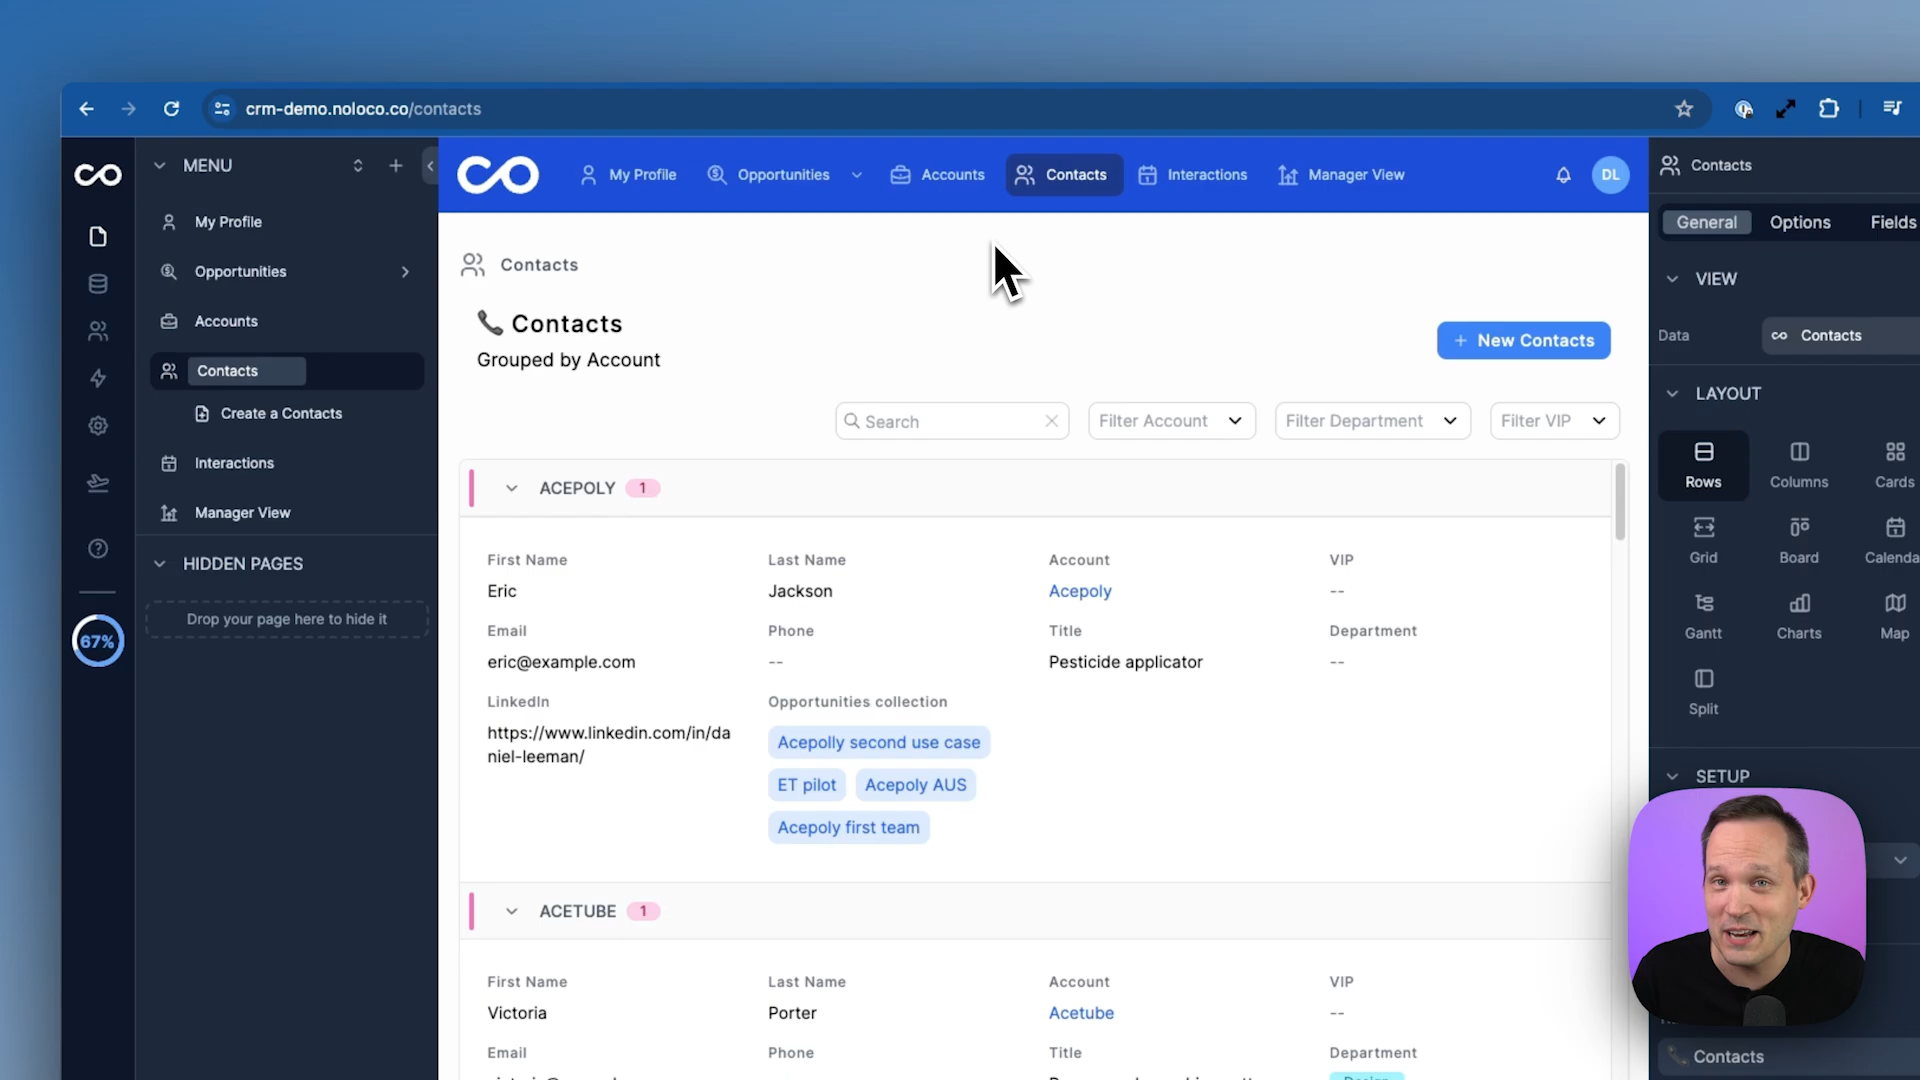 crm-demo.noloco.co/contacts
MENU
My Profile
Opportunities
Accounts
Contacts
Create a Contacts
Interactions
Manager View
HIDDEN PAGES
Drop your page here to hide it
67%
My Profile
Opportunities
Accounts
Contacts
Interactions
Manager View
DL
Contacts
📞 Contacts
Grouped by Account
+ New Contacts
Search
Filter Account
Filter Department
Filter VIP
ACEPOLY 1
First Name
Last Name
Account
VIP
Eric
Jackson
Acepoly
--
Email
Phone
Title
Department
eric@example.com
--
Pesticide applicator
--
LinkedIn
Opportunities collection
https://www.linkedin.com/in/da
niel-leeman/
Acepolly second use case
ET pilot
Acepoly AUS
Acepoly first team
ACETUBE 1
First Name
Last Name
Account
VIP
Victoria
Porter
Acetube
--
Email
Phone
Title
Department
Contacts
General
Options
Fields
VIEW
Data
Contacts
LAYOUT
Rows
Columns
Cards
Grid
Board
Calenda
Gantt
Charts
Map
Split
SETUP
📞 Contacts